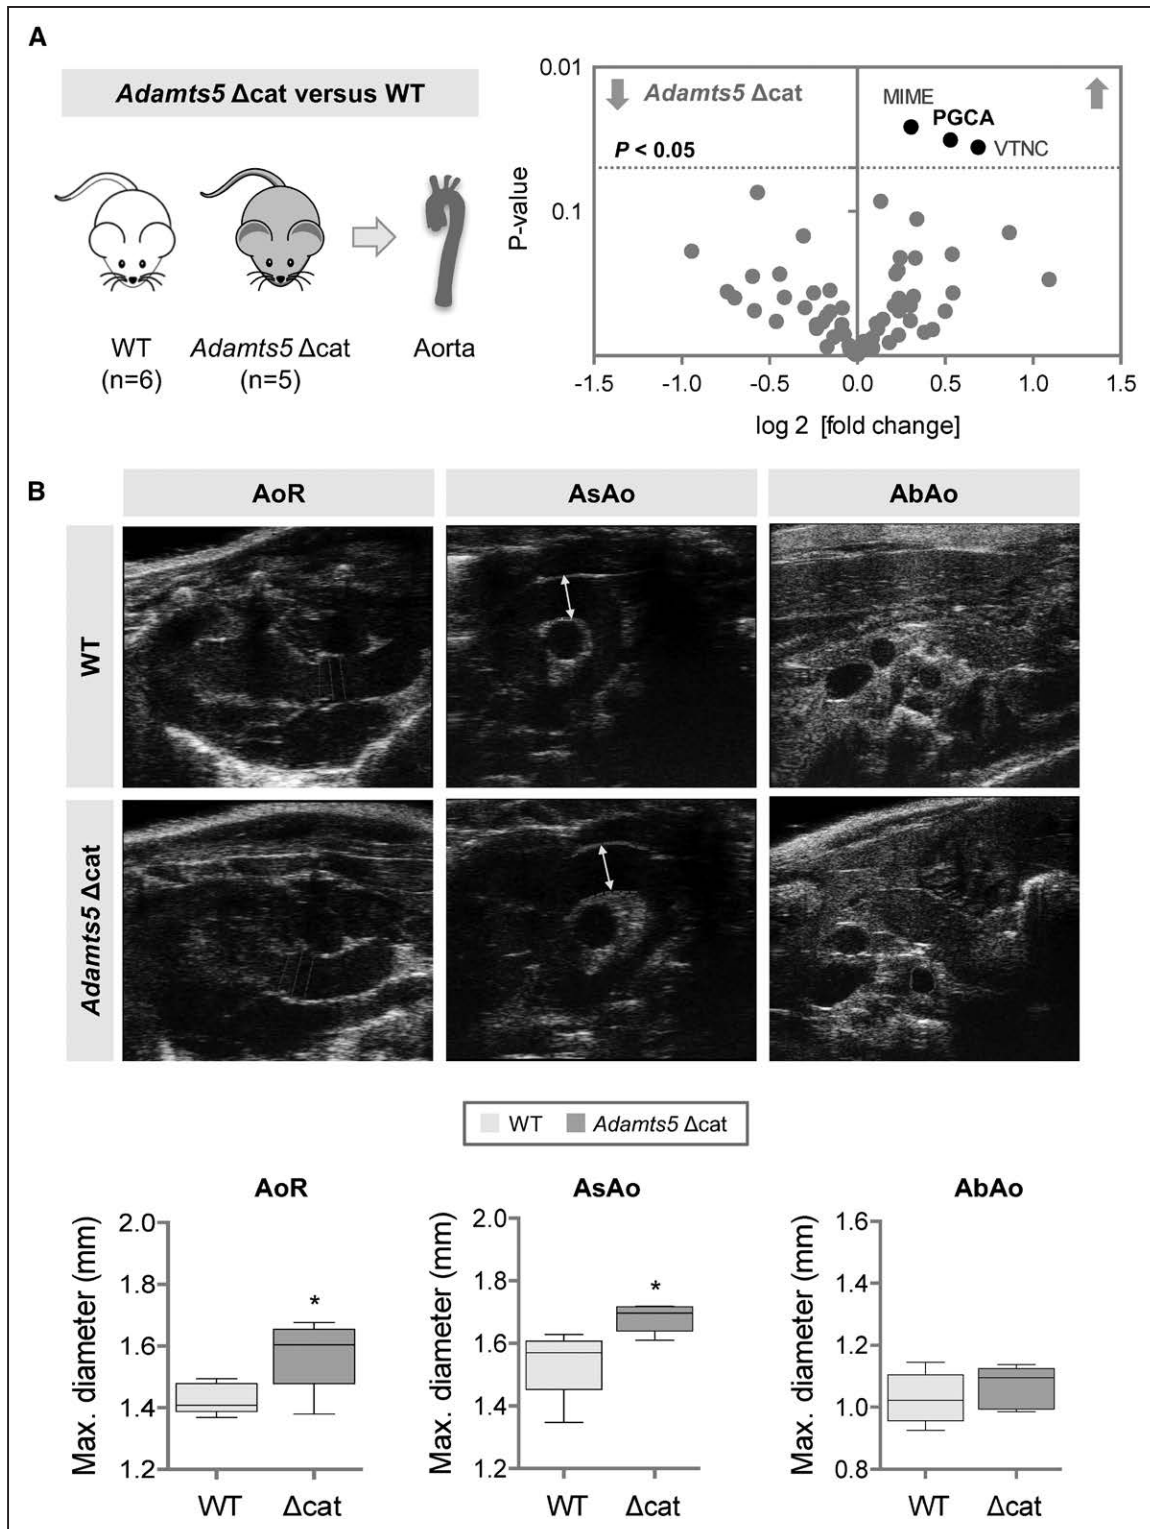 A
Adamts5 Δcat versus WT
WT
(n=6)
Adamts5 Δcat
(n=5)
Aorta
0.01
0.1
P-value
Adamts5 Δcat
P < 0.05
MIME
PGCA
VTNC
-1.5 -1.0 -0.5 0.0 0.5 1.0 1.5
log 2 [fold change]
B
AoR AsAo AbAo
WT
Adamts5 Δcat
WT Adamts5 Δcat
AoR
Max. diameter (mm)
2.0
1.8
1.6
1.4
1.2
*
WT Δcat
AsAo
Max. diameter (mm)
2.0
1.8
1.6
1.4
1.2
*
WT Δcat
AbAo
Max. diameter (mm)
1.6
1.4
1.2
1.0
0.8
WT Δcat